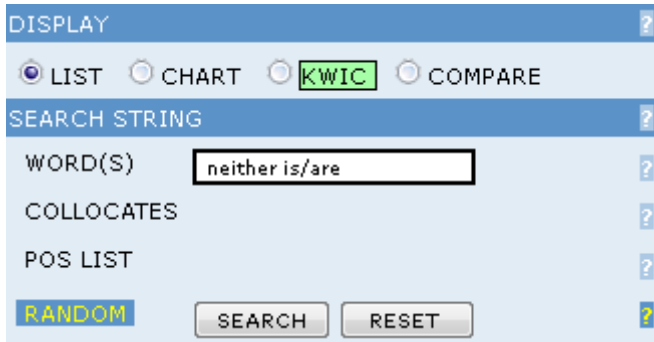 DISPLAY ?
LIST CHART KWIC COMPARE
SEARCH STRING ?
WORD(S) neither is/are ?
COLLOCATES ?
POS LIST ?
RANDOM SEARCH RESET ?